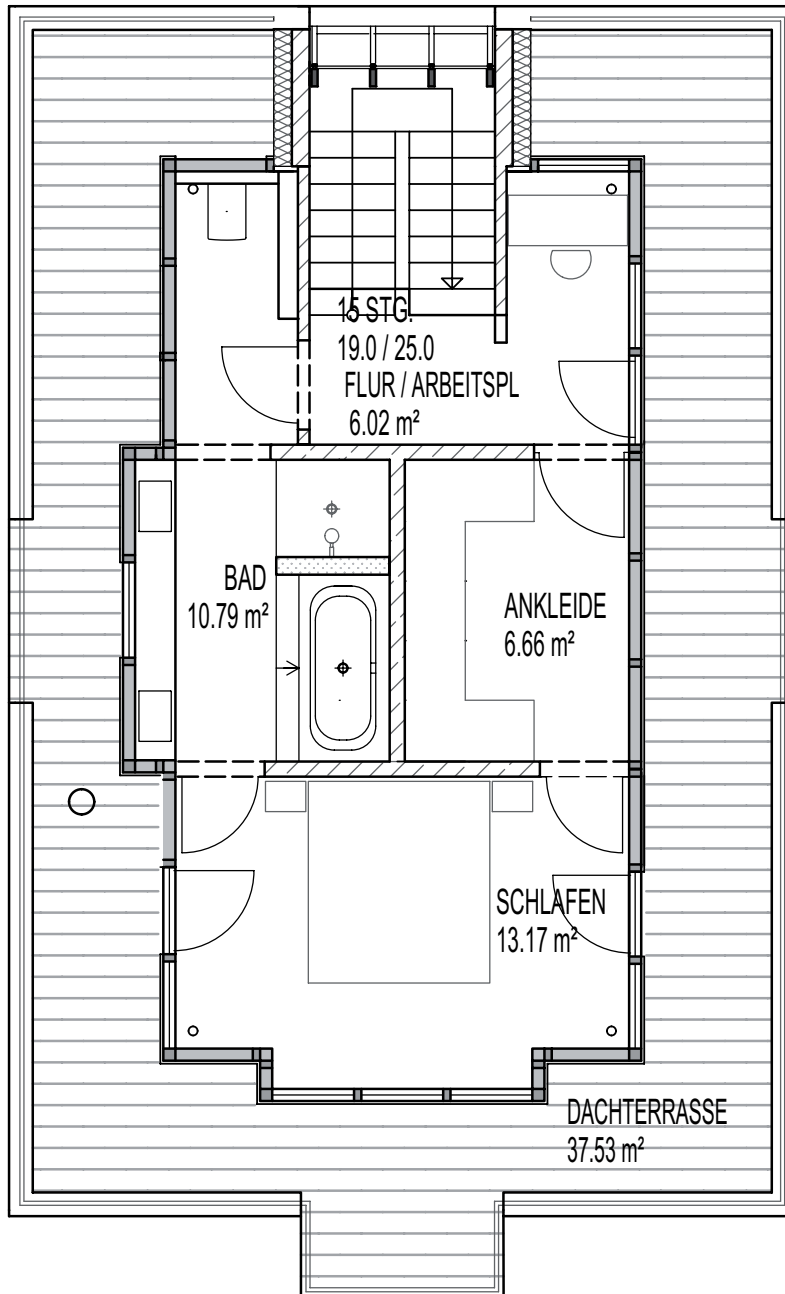 15 STG.
19.0 / 25.0
FLUR / ARBEITSPL
6.02 m²
BAD
10.79 m²
ANKLEIDE
6.66 m²
SCHLAFEN
13.17 m²
DACHTERRASSE
37.53 m²